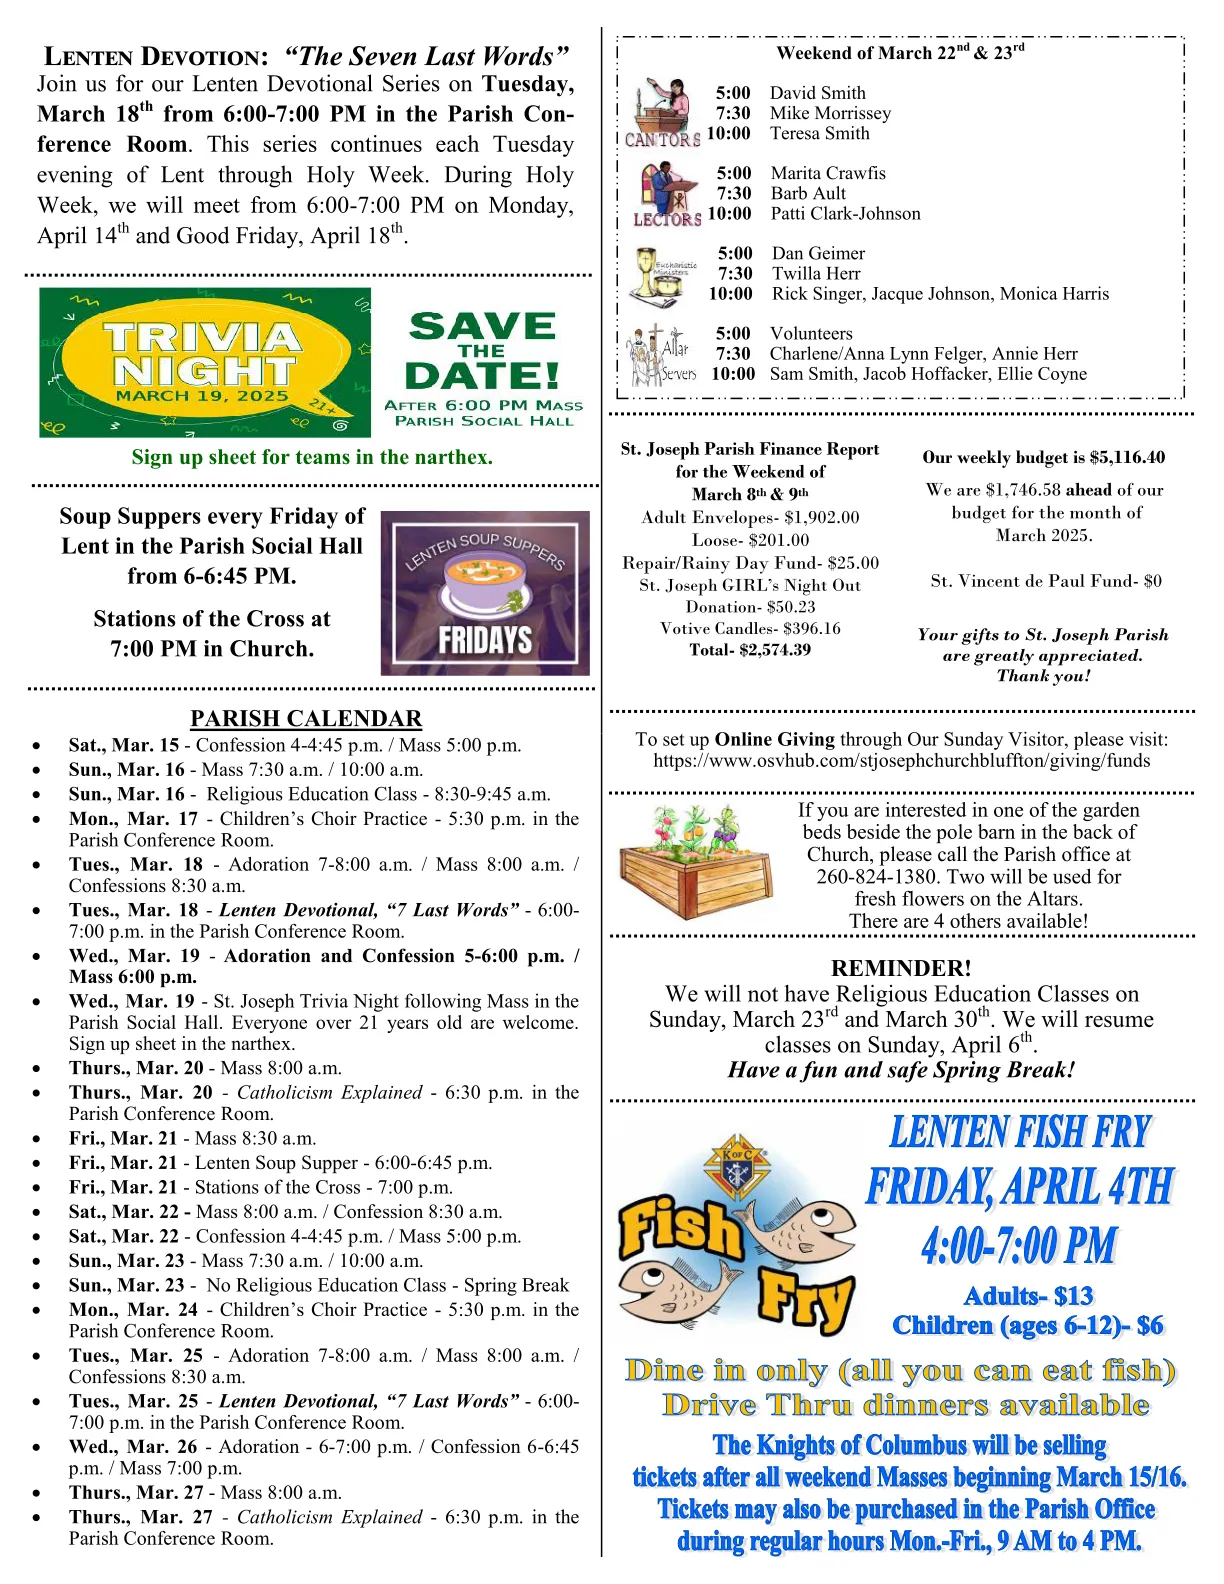 LENTEN DEVOTION: “The Seven Last Words”
Join us for our Lenten Devotional Series on Tuesday,
March 18th from 6:00-7:00 PM in the Parish Con-
ference Room. This series continues each Tuesday
evening of Lent through Holy Week. During Holy
Week, we will meet from 6:00-7:00 PM on Monday,
April 14th and Good Friday, April 18th.
TRIVIA
NIGHT
MARCH 19, 2025
21+
SAVE
THE
DATE!
AFTER 6:00 PM MASS
PARISH SOCIAL HALL
Sign up sheet for teams in the narthex.
Soup Suppers every Friday of
Lent in the Parish Social Hall
from 6-6:45 PM.
Stations of the Cross at
7:00 PM in Church.
LENTEN SOUP SUPPERS
FRIDAYS
PARISH CALENDAR
• Sat., Mar. 15 - Confession 4-4:45 p.m. / Mass 5:00 p.m.
• Sun., Mar. 16 - Mass 7:30 a.m. / 10:00 a.m.
• Sun., Mar. 16 - Religious Education Class - 8:30-9:45 a.m.
• Mon., Mar. 17 - Children’s Choir Practice - 5:30 p.m. in the
Parish Conference Room.
• Tues., Mar. 18 - Adoration 7-8:00 a.m. / Mass 8:00 a.m. /
Confessions 8:30 a.m.
• Tues., Mar. 18 - Lenten Devotional, “7 Last Words” - 6:00-
7:00 p.m. in the Parish Conference Room.
• Wed., Mar. 19 - Adoration and Confession 5-6:00 p.m. /
Mass 6:00 p.m.
• Wed., Mar. 19 - St. Joseph Trivia Night following Mass in the
Parish Social Hall. Everyone over 21 years old are welcome.
Sign up sheet in the narthex.
• Thurs., Mar. 20 - Mass 8:00 a.m.
• Thurs., Mar. 20 - Catholicism Explained - 6:30 p.m. in the
Parish Conference Room.
• Fri., Mar. 21 - Mass 8:30 a.m.
• Fri., Mar. 21 - Lenten Soup Supper - 6:00-6:45 p.m.
• Fri., Mar. 21 - Stations of the Cross - 7:00 p.m.
• Sat., Mar. 22 - Mass 8:00 a.m. / Confession 8:30 a.m.
• Sat., Mar. 22 - Confession 4-4:45 p.m. / Mass 5:00 p.m.
• Sun., Mar. 23 - Mass 7:30 a.m. / 10:00 a.m.
• Sun., Mar. 23 - No Religious Education Class - Spring Break
• Mon., Mar. 24 - Children’s Choir Practice - 5:30 p.m. in the
Parish Conference Room.
• Tues., Mar. 25 - Adoration 7-8:00 a.m. / Mass 8:00 a.m. /
Confessions 8:30 a.m.
• Tues., Mar. 25 - Lenten Devotional, “7 Last Words” - 6:00-
7:00 p.m. in the Parish Conference Room.
• Wed., Mar. 26 - Adoration - 6-7:00 p.m. / Confession 6-6:45
p.m. / Mass 7:00 p.m.
• Thurs., Mar. 27 - Mass 8:00 a.m.
• Thurs., Mar. 27 - Catholicism Explained - 6:30 p.m. in the
Parish Conference Room.
Weekend of March 22nd & 23rd
CANTORS
5:00 David Smith
7:30 Mike Morrissey
10:00 Teresa Smith
LECTORS
5:00 Marita Crawfis
7:30 Barb Ault
10:00 Patti Clark-Johnson
Eucharistic
Ministers
5:00 Dan Geimer
7:30 Twilla Herr
10:00 Rick Singer, Jacque Johnson, Monica Harris
Altar
Servers
5:00 Volunteers
7:30 Charlene/Anna Lynn Felger, Annie Herr
10:00 Sam Smith, Jacob Hoffacker, Ellie Coyne
St. Joseph Parish Finance Report
for the Weekend of
March 8th & 9th
Adult Envelopes- $1,902.00
Loose- $201.00
Repair/Rainy Day Fund- $25.00
St. Joseph GIRL’s Night Out
Donation- $50.23
Votive Candles- $396.16
Total- $2,574.39
Our weekly budget is $5,116.40
We are $1,746.58 ahead of our
budget for the month of
March 2025.
St. Vincent de Paul Fund- $0
Your gifts to St. Joseph Parish
are greatly appreciated.
Thank you!
To set up Online Giving through Our Sunday Visitor, please visit:
https://www.osvhub.com/stjosephchurchbluffton/giving/funds
If you are interested in one of the garden
beds beside the pole barn in the back of
Church, please call the Parish office at
260-824-1380. Two will be used for
fresh flowers on the Altars.
There are 4 others available!
REMINDER!
We will not have Religious Education Classes on
Sunday, March 23rd and March 30th. We will resume
classes on Sunday, April 6th.
Have a fun and safe Spring Break!
K OF C
Fish
Fry
LENTEN FISH FRY
FRIDAY, APRIL 4TH
4:00-7:00 PM
Adults- $13
Children (ages 6-12)- $6
Dine in only (all you can eat fish)
Drive Thru dinners available
The Knights of Columbus will be selling
tickets after all weekend Masses beginning March 15/16.
Tickets may also be purchased in the Parish Office
during regular hours Mon.-Fri., 9 AM to 4 PM.